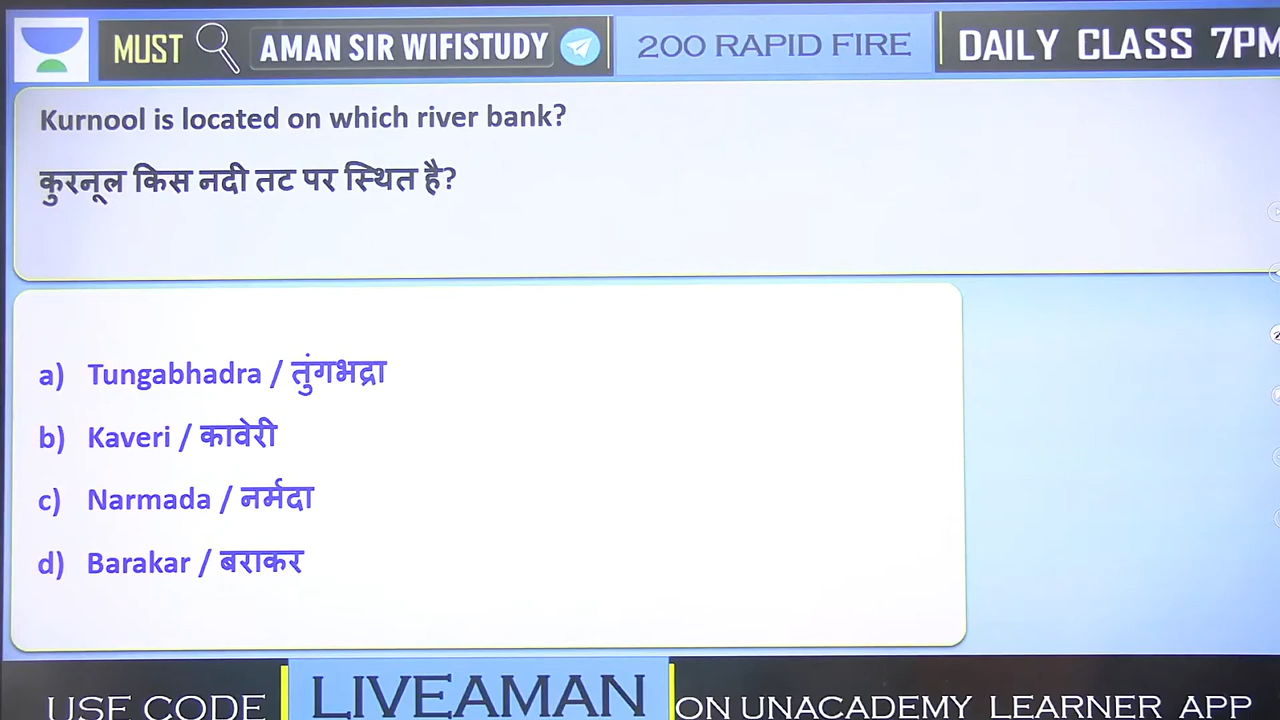 MUST AMAN SIR WIFISTUDY 200 RAPID FIRE DAILY CLASS 7PM
Kurnool is located on which river bank?
कुरनूल किस नदी तट पर स्थित है?
a) Tungabhadra / तुंगभद्रा
b) Kaveri / कावेरी
c) Narmada / नर्मदा
d) Barakar / बराकर
USE CODE LIVEAMAN ON UNACADEMY LEARNER APP